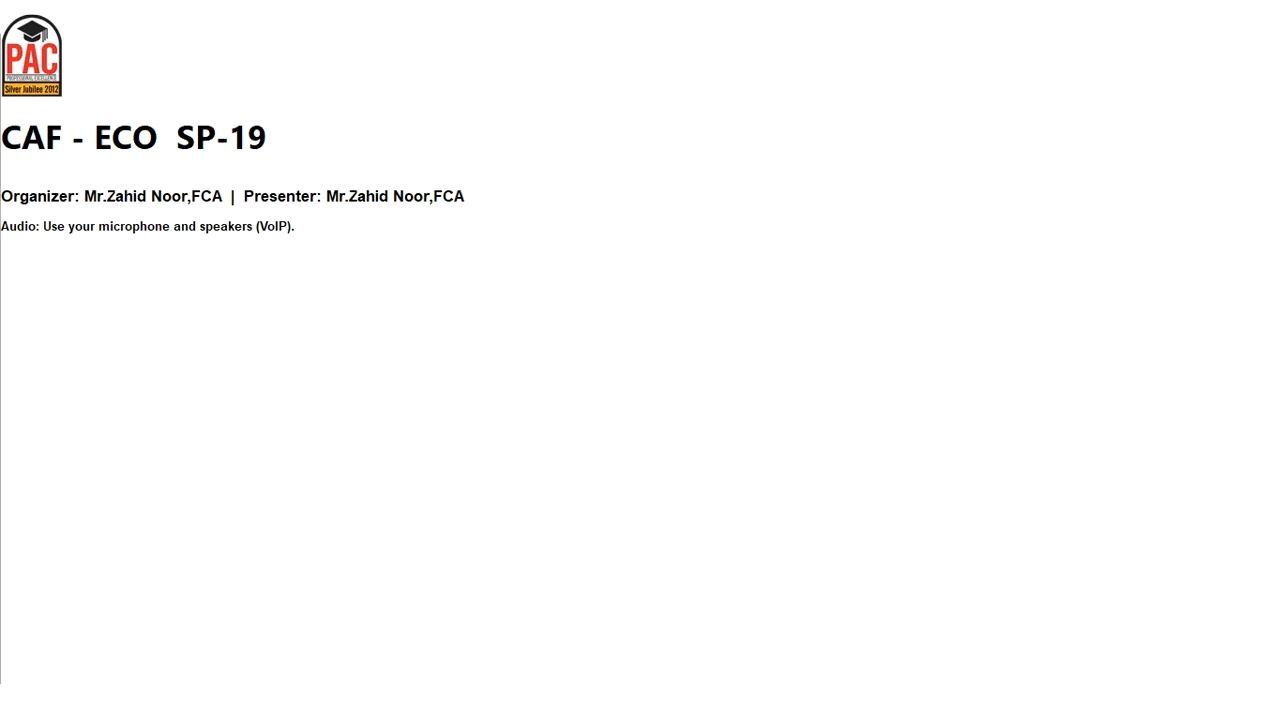 PAC
PROFESSIONAL EXCELLENCE
Silver Jubilee 2012
CAF - ECO  SP-19
Organizer: Mr.Zahid Noor,FCA  |  Presenter: Mr.Zahid Noor,FCA
Audio: Use your microphone and speakers (VoIP).